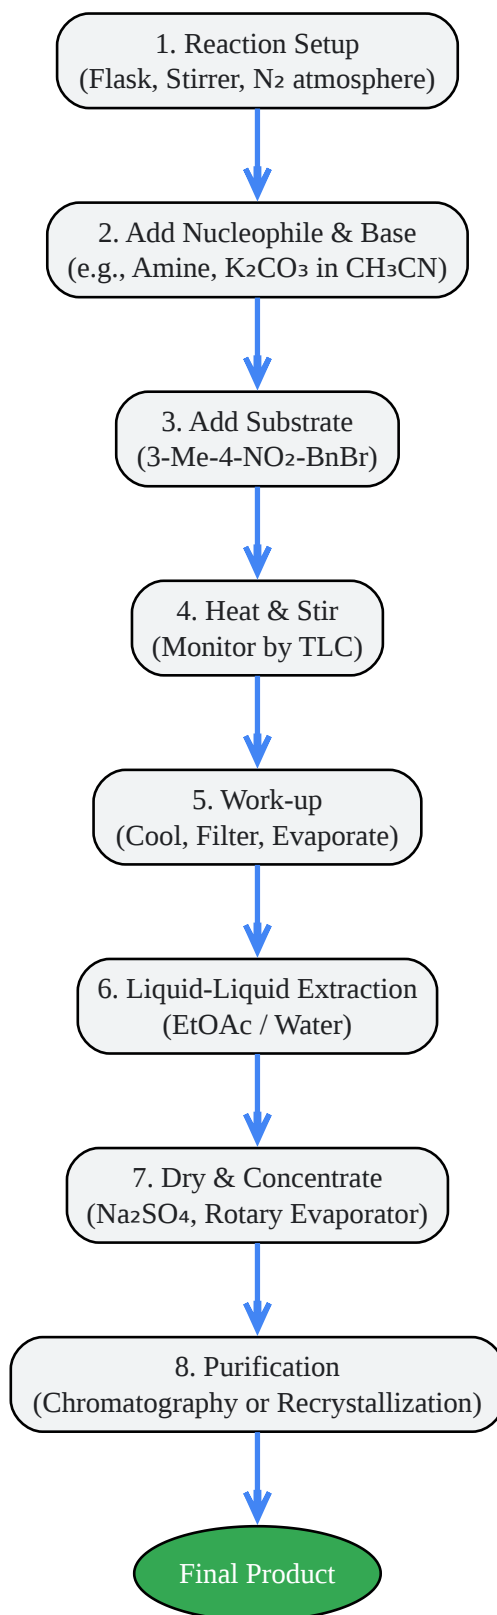 1. Reaction Setup
(Flask, Stirrer, N₂ atmosphere)
2. Add Nucleophile & Base
(e.g., Amine, K₂CO₃ in CH₃CN)
3. Add Substrate
(3-Me-4-NO₂-BnBr)
4. Heat & Stir
(Monitor by TLC)
5. Work-up
(Cool, Filter, Evaporate)
6. Liquid-Liquid Extraction
(EtOAc / Water)
7. Dry & Concentrate
(Na₂SO₄, Rotary Evaporator)
8. Purification
(Chromatography or Recrystallization)
Final Product